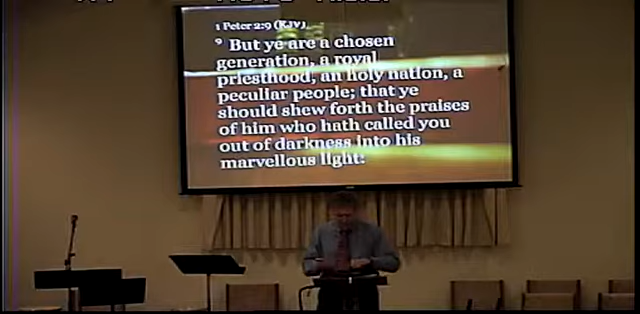 1 Peter 2:9 (KJV)
9 But ye are a chosen
generation, a royal
priesthood, an holy nation, a
peculiar people; that ye
should shew forth the praises
of him who hath called you
out of darkness into his
marvellous light: